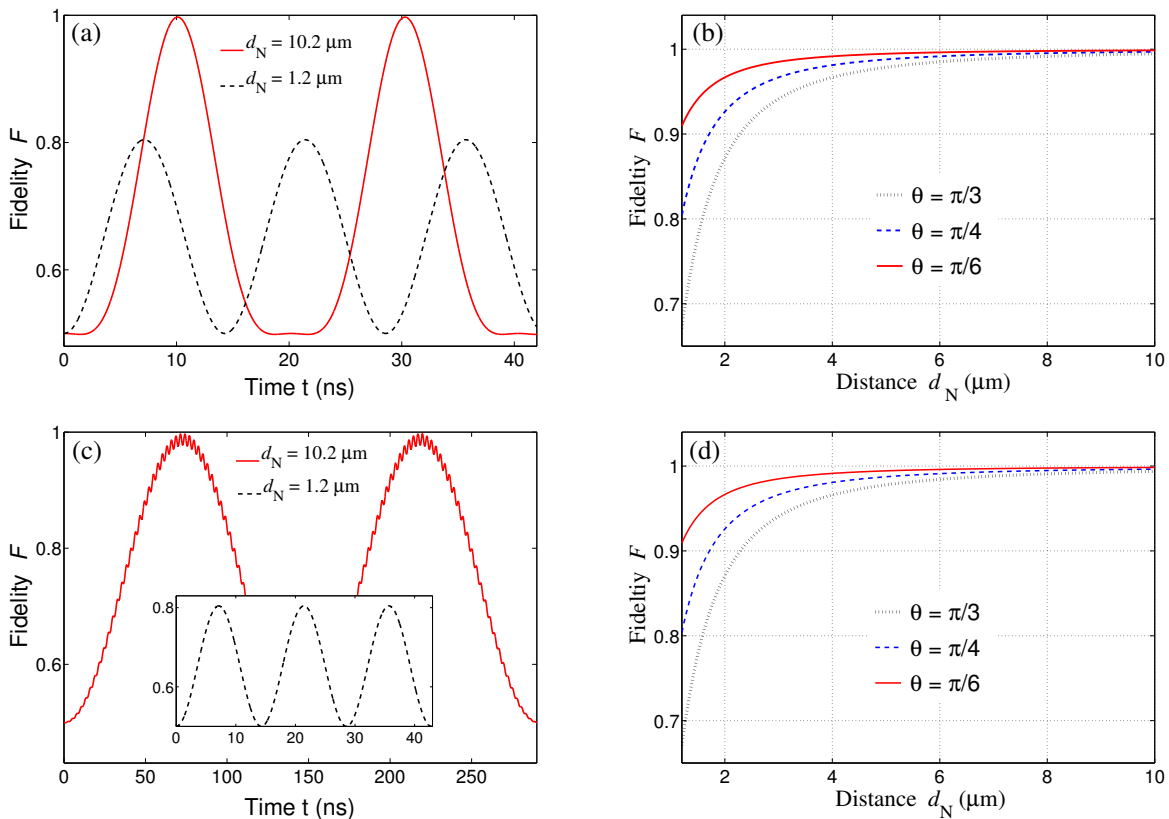 (a)
d_N = 10.2 μm
d_N = 1.2 μm
1
0.8
0.6
Fidelity F
0 10 20 30 40
Time t (ns)
(b)
1
0.9
0.8
0.7
Fideltiy F
θ = π/3
θ = π/4
θ = π/6
2 4 6 8 10
Distance d_N (μm)
(c)
d_N = 10.2 μm
d_N = 1.2 μm
1
0.8
0.6
Fidelity F
0.8
0.6
0 10 20 30 40
0 50 100 150 200 250
Time t (ns)
(d)
1
0.9
0.8
0.7
Fideltiy F
θ = π/3
θ = π/4
θ = π/6
2 4 6 8 10
Distance d_N (μm)